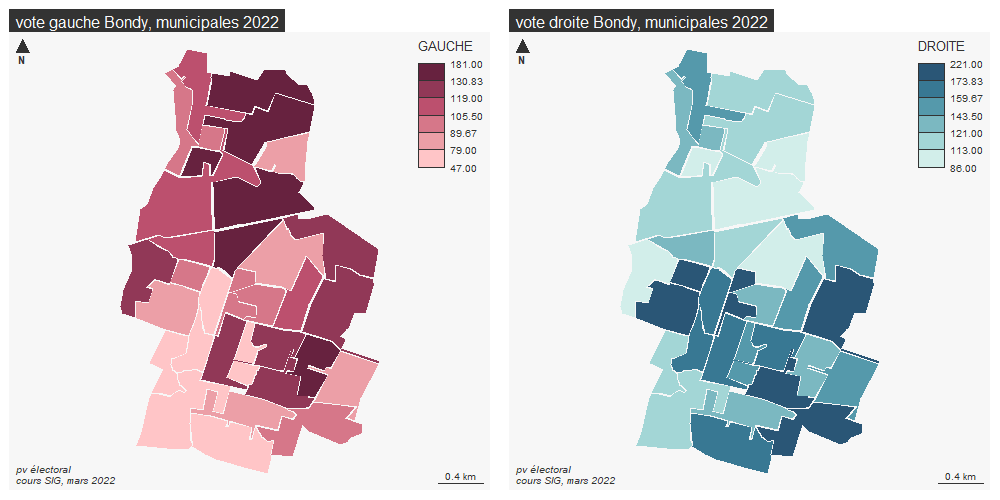 vote gauche Bondy, municipales 2022
N
GAUCHE
181.00
130.83
119.00
105.50
89.67
79.00
47.00
pv électoral
cours SIG, mars 2022
0.4 km
vote droite Bondy, municipales 2022
N
DROITE
221.00
173.83
159.67
143.50
121.00
113.00
86.00
pv électoral
cours SIG, mars 2022
0.4 km